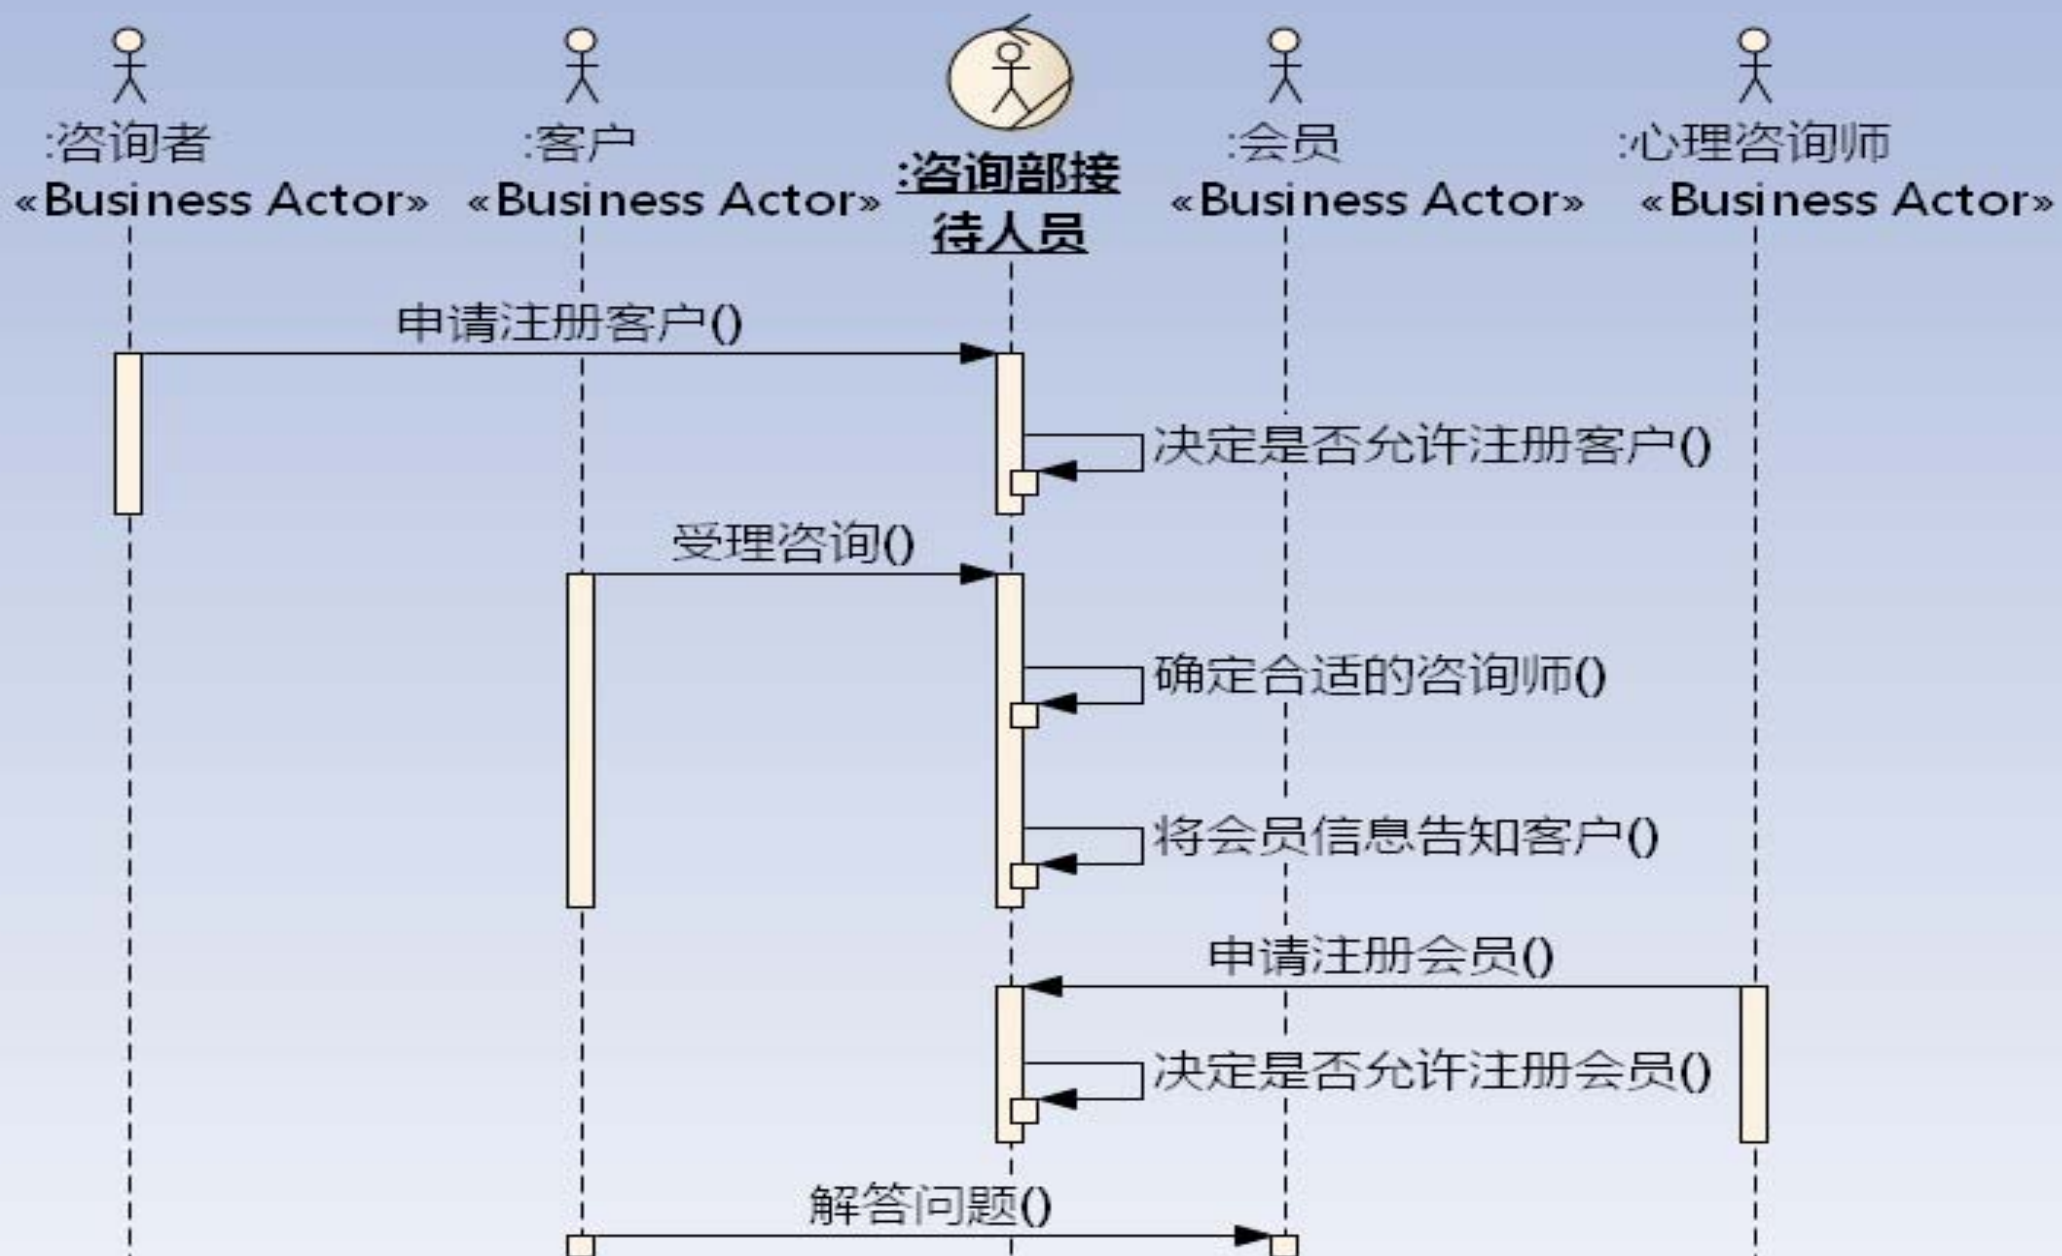 :咨询者
:客户
:会员
:心理咨询师
«Business Actor»
«Business Actor»
:咨询部接
待人员
«Business Actor»
«Business Actor»
申请注册客户()
决定是否允许注册客户()
受理咨询()
确定合适的咨询师()
将会员信息告知客户()
申请注册会员()
决定是否允许注册会员()
解答问题()